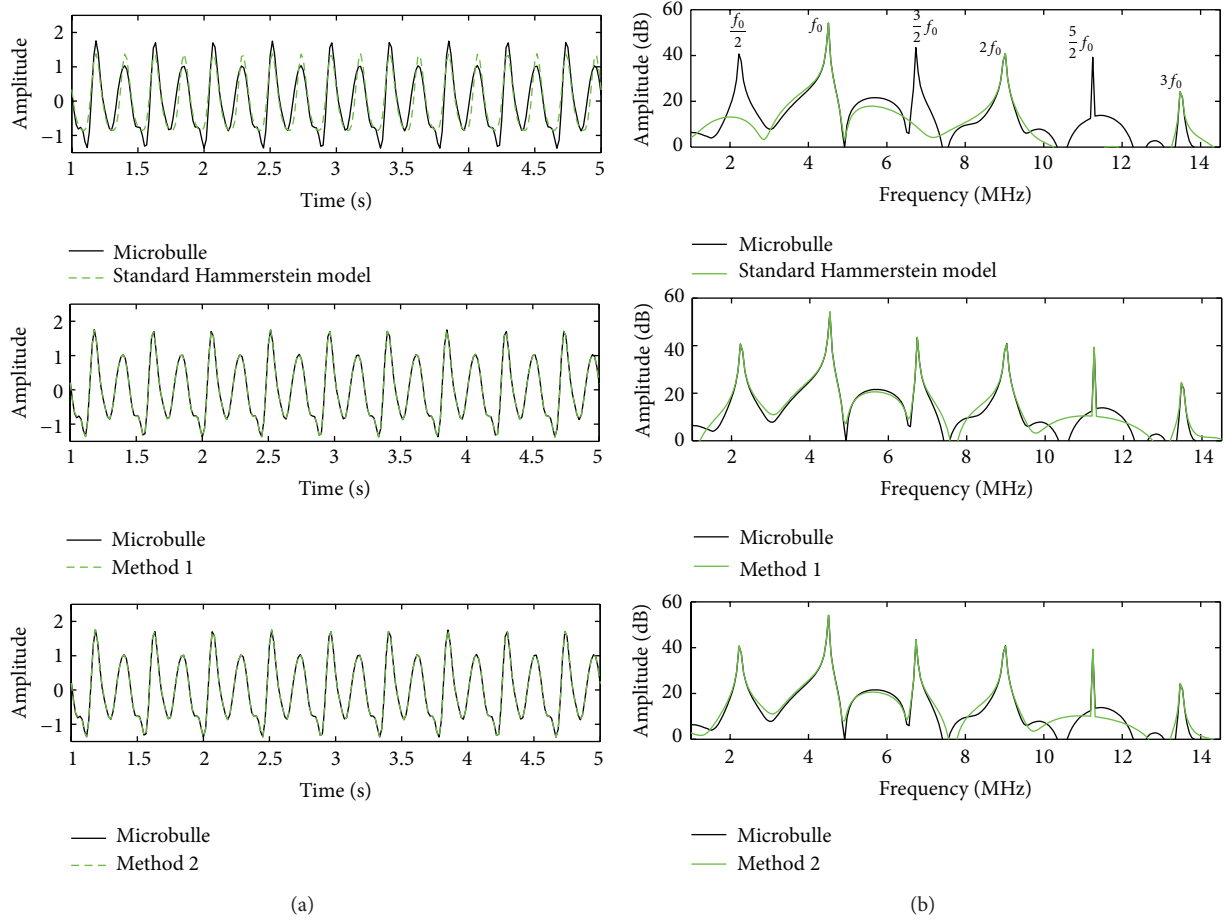 Amplitude
2
1
0
−1
1 1.5 2 2.5 3 3.5 4 4.5 5
Time (s)
Microbulle
Standard Hammerstein model
Amplitude (dB)
60
40
20
0
f₀/2
f₀
3/2 f₀
2f₀
5/2 f₀
3f₀
2 4 6 8 10 12 14
Frequency (MHz)
Microbulle
Standard Hammerstein model
Amplitude
2
1
0
−1
1 1.5 2 2.5 3 3.5 4 4.5 5
Time (s)
Microbulle
Method 1
Amplitude (dB)
60
40
20
0
2 4 6 8 10 12 14
Frequency (MHz)
Microbulle
Method 1
Amplitude
2
1
0
−1
1 1.5 2 2.5 3 3.5 4 4.5 5
Time (s)
Microbulle
Method 2
Amplitude (dB)
60
40
20
0
2 4 6 8 10 12 14
Frequency (MHz)
Microbulle
Method 2
(a)
(b)